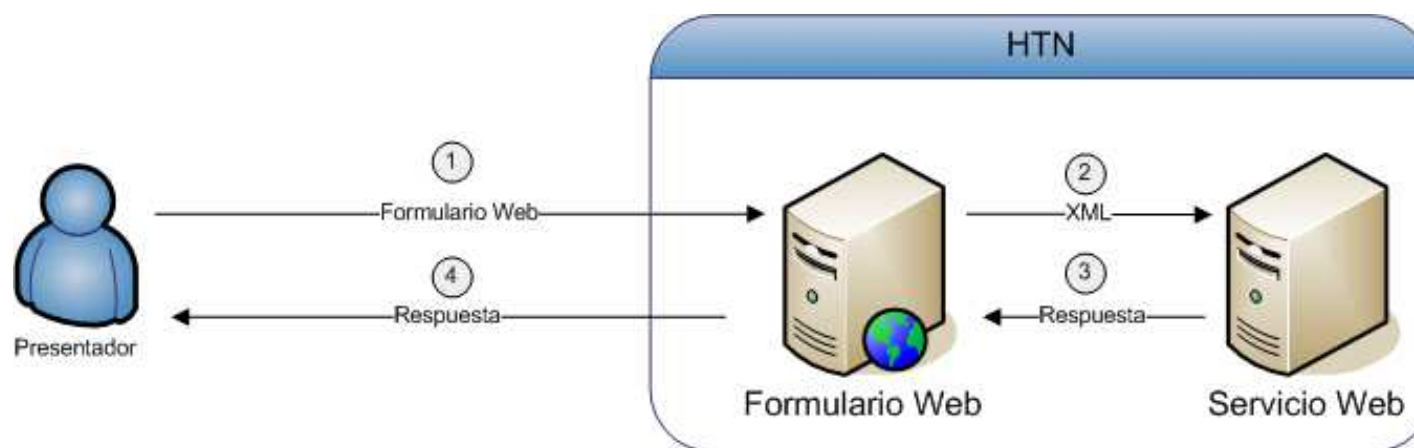 HTN
1
Formulario Web
2
XML
4
Respuesta
3
Respuesta
Presentador
Formulario Web
Servicio Web